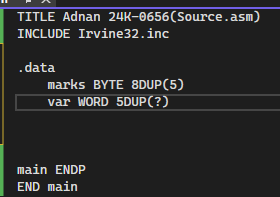 TITLE Adnan 24K-0656(Source.asm)
INCLUDE Irvine32.inc
.data
marks BYTE 8DUP(5)
var WORD 5DUP(?)
main ENDP
END main